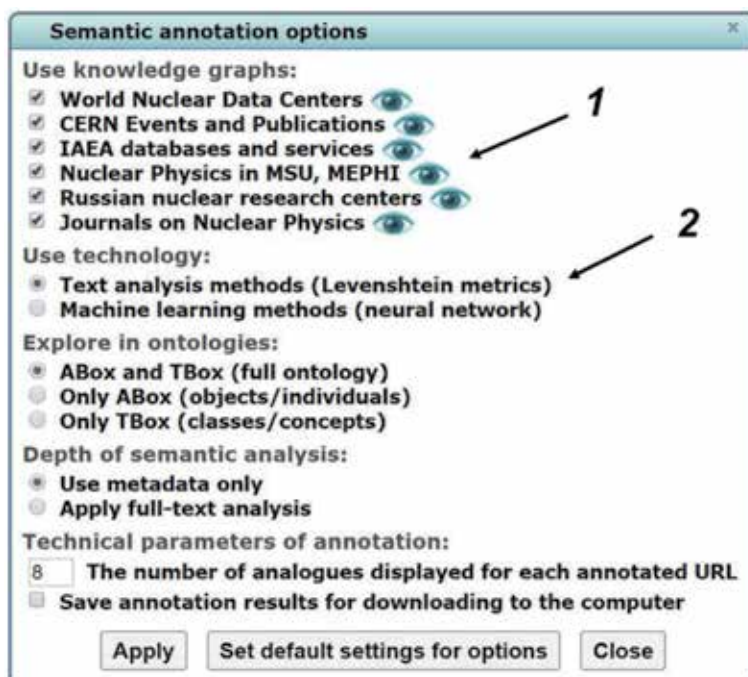 Semantic annotation options
Use knowledge graphs:
World Nuclear Data Centers
CERN Events and Publications
IAEA databases and services
Nuclear Physics in MSU, MEPHI
Russian nuclear research centers
Journals on Nuclear Physics
1
Use technology:
2
Text analysis methods (Levenshtein metrics)
Machine learning methods (neural network)
Explore in ontologies:
ABox and TBox (full ontology)
Only ABox (objects/individuals)
Only TBox (classes/concepts)
Depth of semantic analysis:
Use metadata only
Apply full-text analysis
Technical parameters of annotation:
8 The number of analogues displayed for each annotated URL
Save annotation results for downloading to the computer
Apply Set default settings for options Close